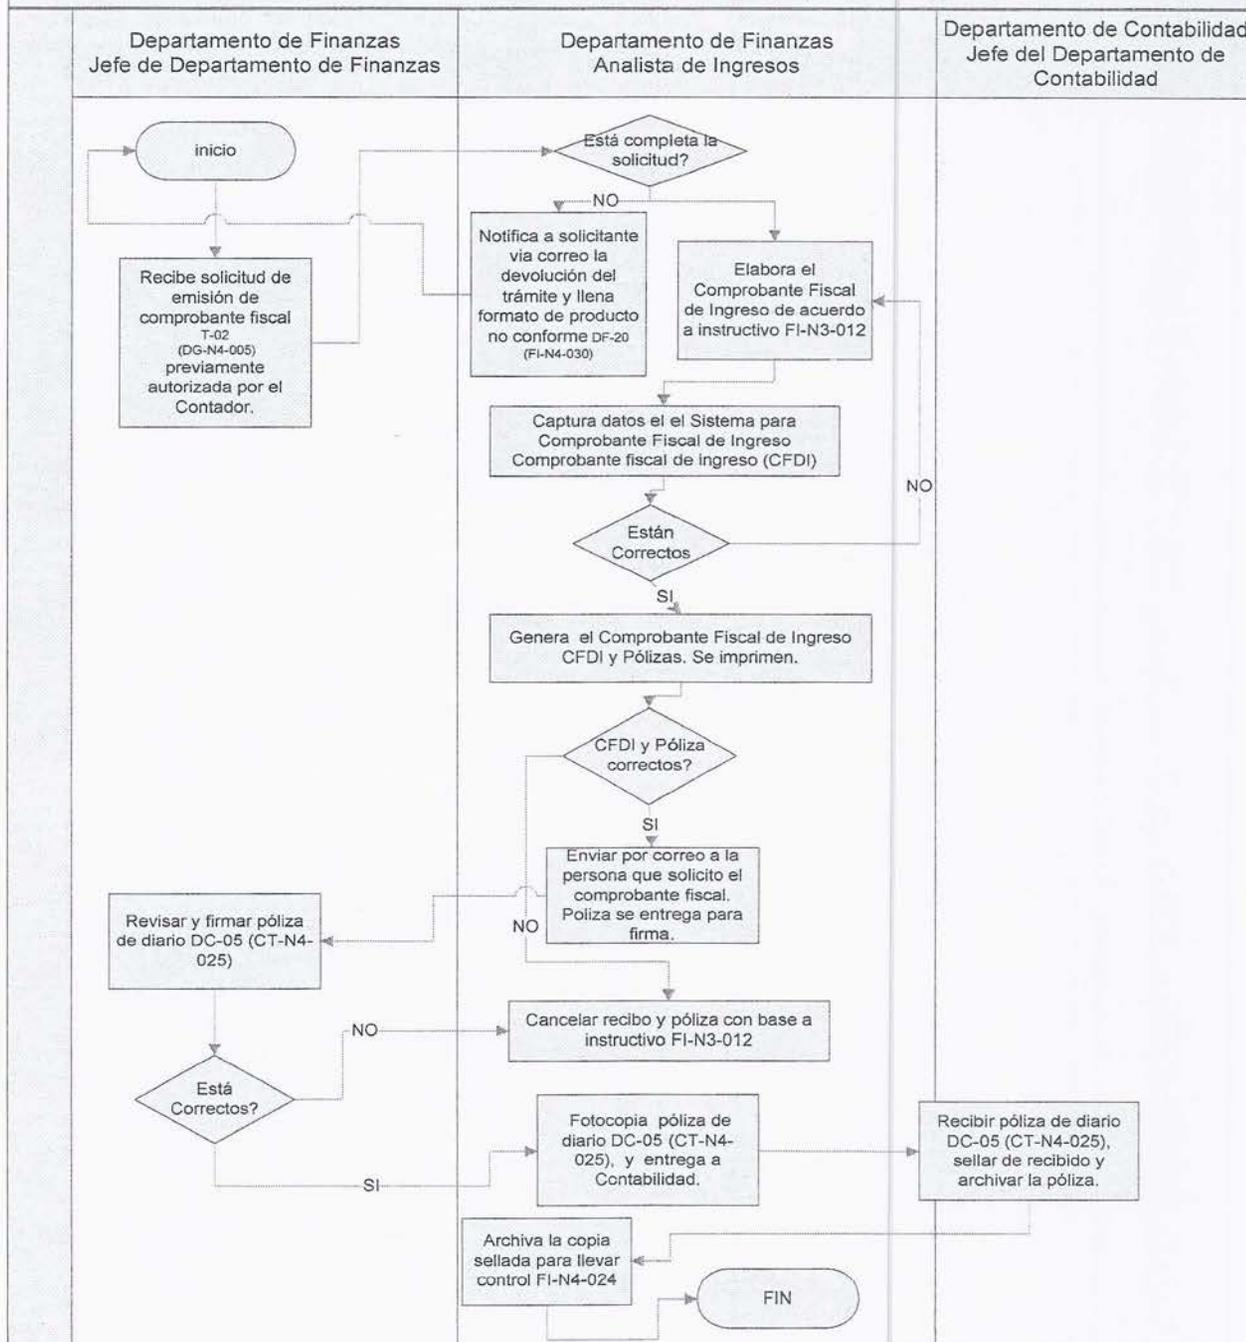 Departamento de Finanzas
Jefe de Departamento de Finanzas
Departamento de Finanzas
Analista de Ingresos
Departamento de Contabilidad
Jefe del Departamento de
Contabilidad
inicio
Recibe solicitud de
emisión de
comprobante fiscal
T-02
(DG-N4-005)
previamente
autorizada por el
Contador.
Está completa la
solicitud?
NO
Notifica a solicitante
via correo la
devolución del
trámite y llena
formato de producto
no conforme DF-20
(FI-N4-030)
Elabora el
Comprobante Fiscal
de Ingreso de acuerdo
a instructivo FI-N3-012
Captura datos el el Sistema para
Comprobante Fiscal de Ingreso
Comprobante fiscal de ingreso (CFDI)
NO
Están
Correctos
SI
Genera el Comprobante Fiscal de Ingreso
CFDI y Pólizas. Se imprimen.
CFDI y Póliza
correctos?
SI
Enviar por correo a la
persona que solicito el
comprobante fiscal.
Poliza se entrega para
firma.
NO
Revisar y firmar póliza
de diario DC-05 (CT-N4-
025)
NO
Cancelar recibo y póliza con base a
instructivo FI-N3-012
Está
Correctos?
SI
Fotocopia póliza de
diario DC-05 (CT-N4-
025), y entrega a
Contabilidad.
Recibir póliza de diario
DC-05 (CT-N4-025),
sellar de recibido y
archivar la póliza.
Archiva la copia
sellada para llevar
control FI-N4-024
FIN